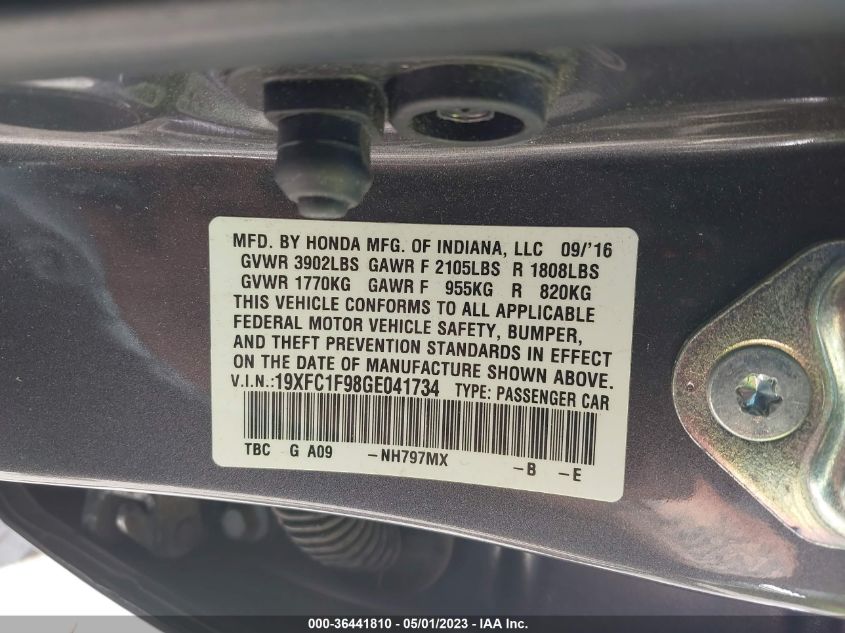 MFD. BY HONDA MFG. OF INDIANA, LLC 09/'16
GVWR 3902LBS GAWR F 2105LBS R 1808LBS
GVWR 1770KG GAWR F 955KG R 820KG
THIS VEHICLE CONFORMS TO ALL APPLICABLE
FEDERAL MOTOR VEHICLE SAFETY, BUMPER,
AND THEFT PREVENTION STANDARDS IN EFFECT
ON THE DATE OF MANUFACTURE SHOWN ABOVE.
V.I.N.:19XFC1F98GE041734 TYPE: PASSENGER CAR
TBC G A09 -NH797MX -B -E
000-36441810 - 05/01/2023 - IAA Inc.